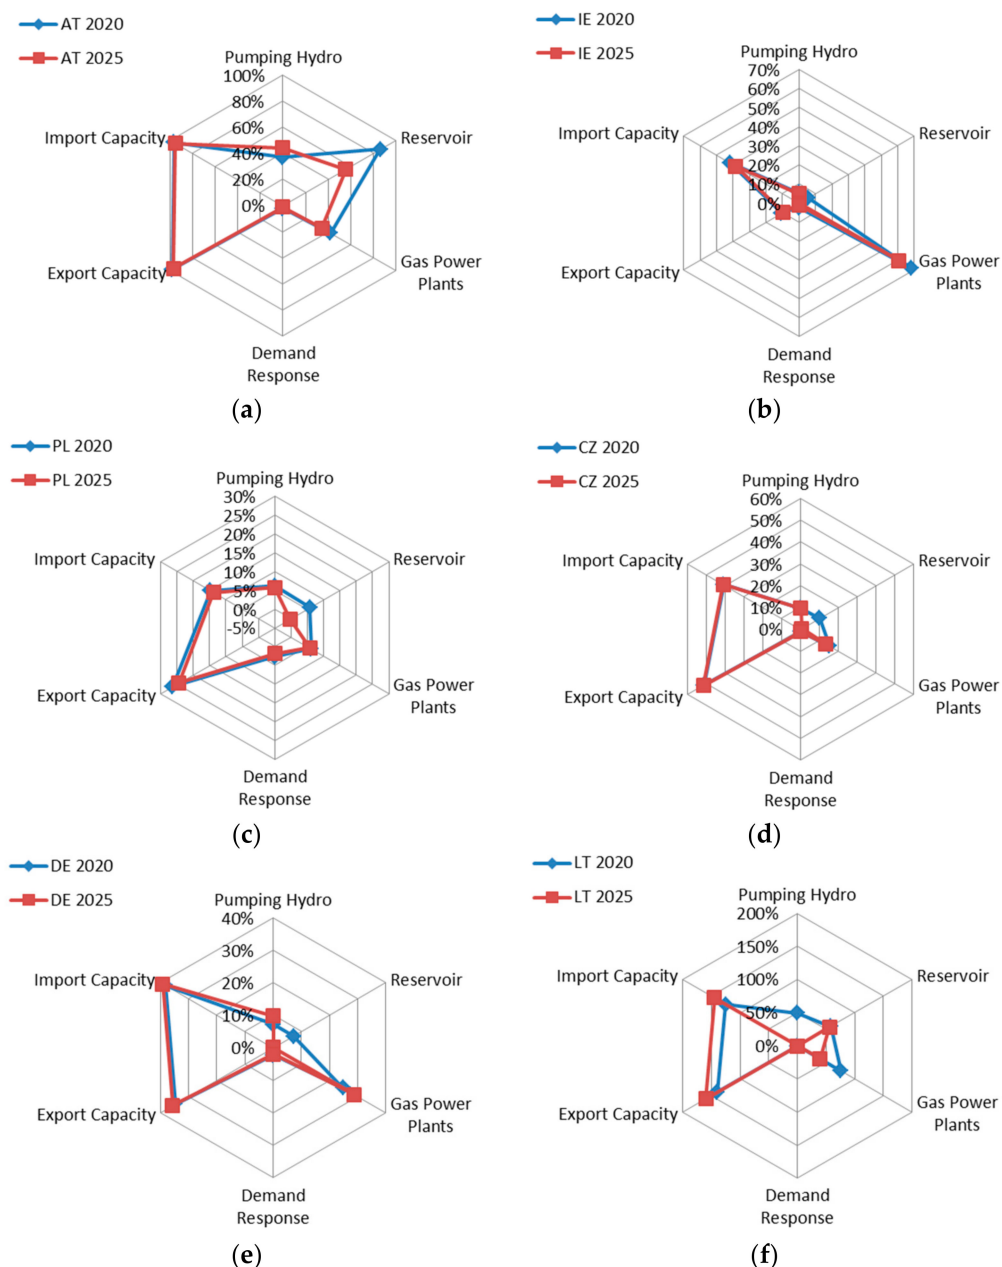 AT 2020
AT 2025
Pumping Hydro
100%
80%
60%
40%
20%
0%
Import Capacity
Reservoir
Export Capacity
Gas Power
Plants
Demand
Response
(a)
IE 2020
IE 2025
Pumping Hydro
70%
60%
50%
40%
30%
20%
10%
0%
Import Capacity
Reservoir
Export Capacity
Gas Power
Plants
Demand
Response
(b)
PL 2020
PL 2025
Pumping Hydro
30%
25%
20%
15%
10%
5%
0%
-5%
Import Capacity
Reservoir
Export Capacity
Gas Power
Plants
Demand
Response
(c)
CZ 2020
CZ 2025
Pumping Hydro
60%
50%
40%
30%
20%
10%
0%
Import Capacity
Reservoir
Export Capacity
Gas Power
Plants
Demand
Response
(d)
DE 2020
DE 2025
Pumping Hydro
40%
30%
20%
10%
0%
Import Capacity
Reservoir
Export Capacity
Gas Power
Plants
Demand
Response
(e)
LT 2020
LT 2025
Pumping Hydro
200%
150%
100%
50%
0%
Import Capacity
Reservoir
Export Capacity
Gas Power
Plants
Demand
Response
(f)